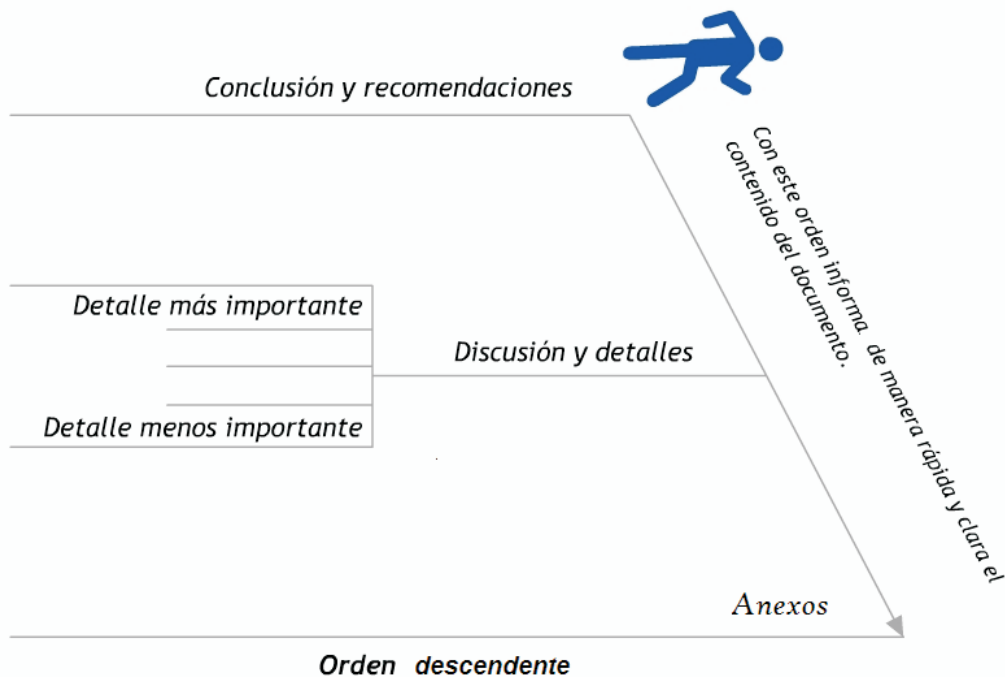 Conclusión y recomendaciones
Con este orden informa de manera rápida y clara el
contenido del documento.
Detalle más importante
Discusión y detalles
Detalle menos importante
Anexos
Orden descendente